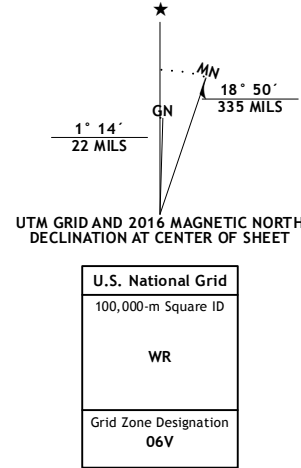 ★
MN
GN
18° 50´
335 MILS
1° 14´
22 MILS
UTM GRID AND 2016 MAGNETIC NORTH
DECLINATION AT CENTER OF SHEET
U.S. National Grid
100,000-m Square ID
WR
Grid Zone Designation
06V